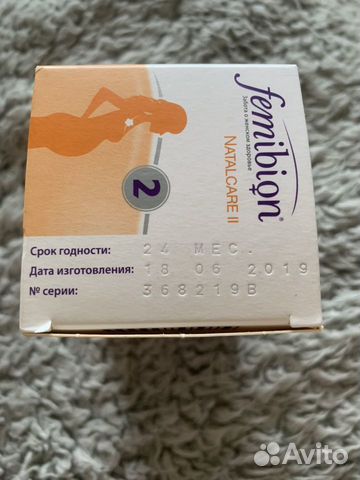 femibion®
Забота о женском здоровье
NATALCARE II
2
Срок годности: 24 МЕС.
Дата изготовления: 18 06 2019
№ серии: 368219В
Avito